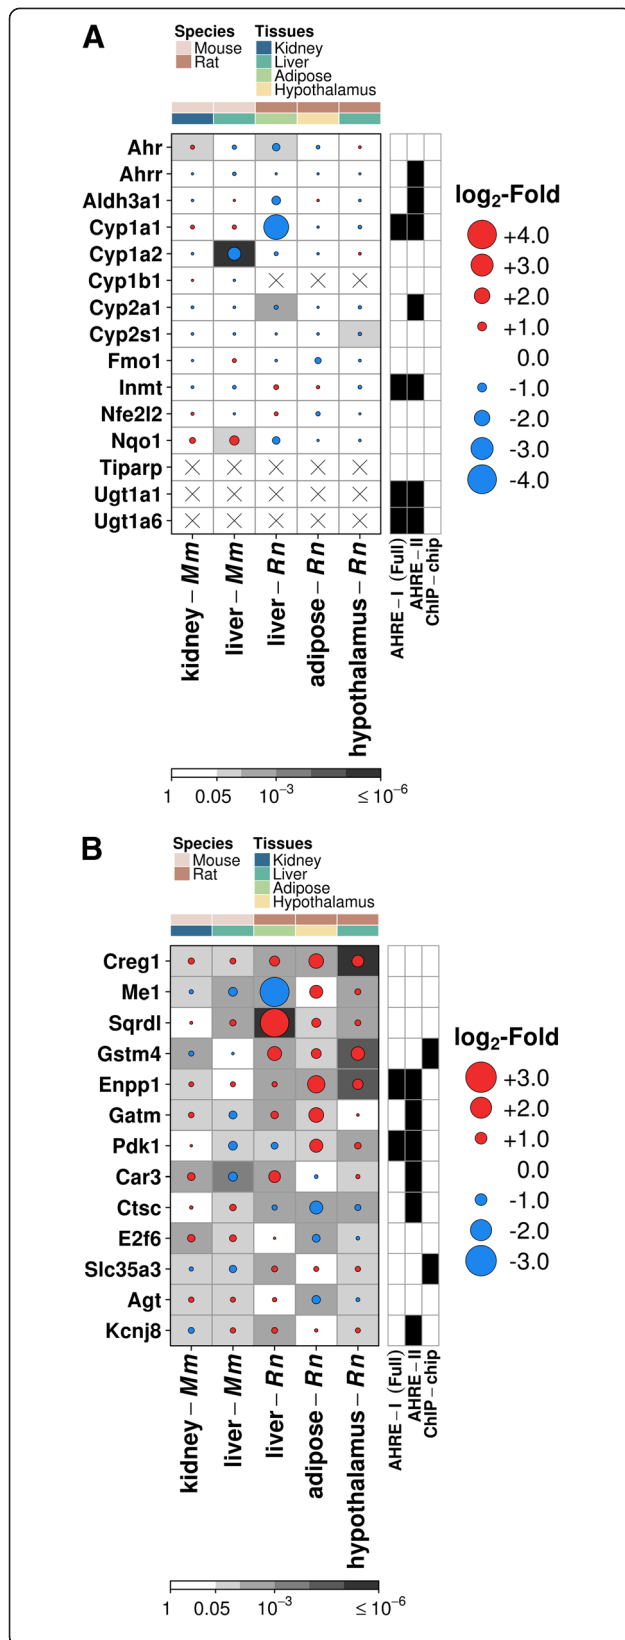 A
Species Tissues
Mouse Kidney
Rat Liver
Adipose
Hypothalamus
Ahr
Ahrr
Aldh3a1
Cyp1a1
Cyp1a2
Cyp1b1
Cyp2a1
Cyp2s1
Fmo1
Inmt
Nfe2l2
Nqo1
Tiparp
Ugt1a1
Ugt1a6
log2-Fold
+4.0
+3.0
+2.0
+1.0
0.0
-1.0
-2.0
-3.0
-4.0
kidney – Mm
liver – Mm
liver – Rn
adipose – Rn
hypothalamus – Rn
AHRE – I (Full)
AHRE – II
ChIP – chip
1 0.05 10−3 ≤ 10−6
B
Species Tissues
Mouse Kidney
Rat Liver
Adipose
Hypothalamus
Creg1
Me1
Sqrdl
Gstm4
Enpp1
Gatm
Pdk1
Car3
Ctsc
E2f6
Slc35a3
Agt
Kcnj8
log2-Fold
+3.0
+2.0
+1.0
0.0
-1.0
-2.0
-3.0
kidney – Mm
liver – Mm
liver – Rn
adipose – Rn
hypothalamus – Rn
AHRE – I (Full)
AHRE – II
ChIP – chip
1 0.05 10−3 ≤ 10−6